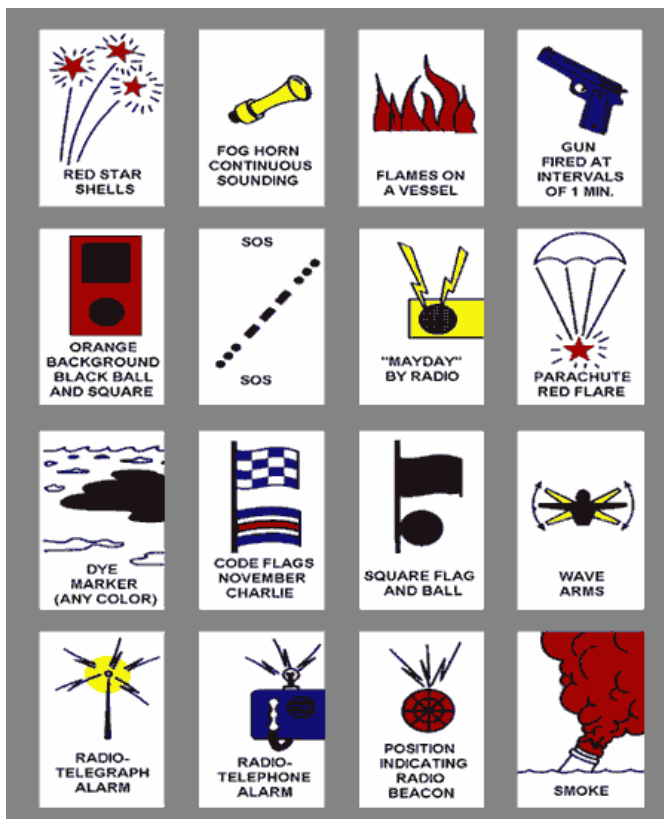 RED STAR
SHELLS
FOG HORN
CONTINUOUS
SOUNDING
FLAMES ON
A VESSEL
GUN
FIRED AT
INTERVALS
OF 1 MIN.
ORANGE
BACKGROUND
BLACK BALL
AND SQUARE
SOS
SOS
"MAYDAY"
BY RADIO
PARACHUTE
RED FLARE
DYE
MARKER
(ANY COLOR)
CODE FLAGS
NOVEMBER
CHARLIE
SQUARE FLAG
AND BALL
WAVE
ARMS
RADIO-
TELEGRAPH
ALARM
RADIO-
TELEPHONE
ALARM
POSITION
INDICATING
RADIO
BEACON
SMOKE